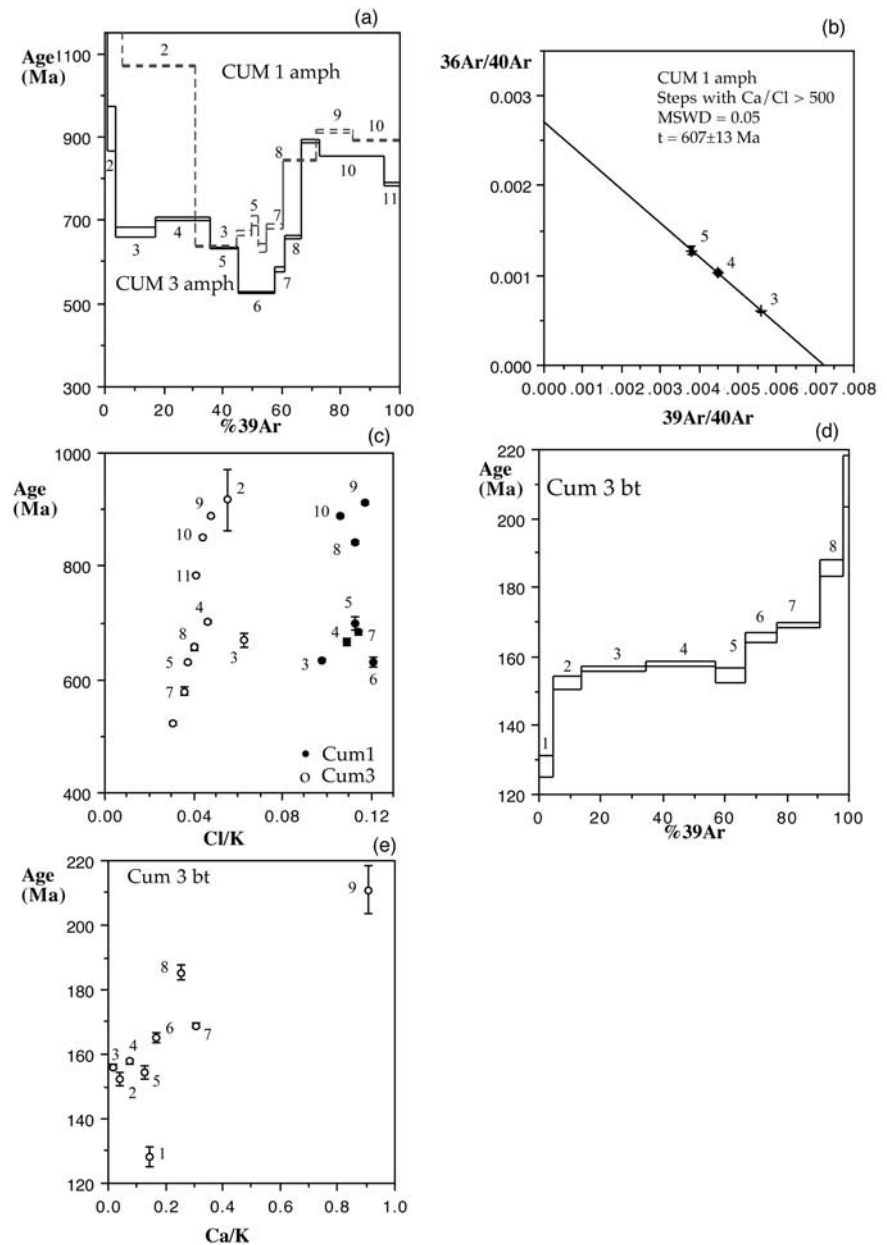 (a)
Age
(Ma)
1100
900
700
500
300
2
CUM 1 amph
9
10
8
2
5
7
3
10
11
3
4
5
8
7
6
CUM 3 amph
0 20 40 60 80 100
%39Ar
(b)
36Ar/40Ar
0.003
0.002
0.001
0.000
CUM 1 amph
Steps with Ca/Cl > 500
MSWD = 0.05
t = 607±13 Ma
5
4
3
0.000 .001 .002 .003 .004 .005 .006 .007 .008
39Ar/40Ar
(c)
Age
(Ma)
1000
800
600
400
9
2
10
11
4
8
5
3
7
9
10
8
5
4
7
3
6
Cum1
Cum3
0.00 0.04 0.08 0.12
Cl/K
(d)
Age
(Ma)
220
200
180
160
140
120
Cum 3 bt
1
2
3
4
5
6
7
8
0 20 40 60 80 100
%39Ar
(e)
Age
(Ma)
220
200
180
160
140
120
Cum 3 bt
9
8
6
7
3
4
2
5
1
0.0 0.2 0.4 0.6 0.8 1.0
Ca/K